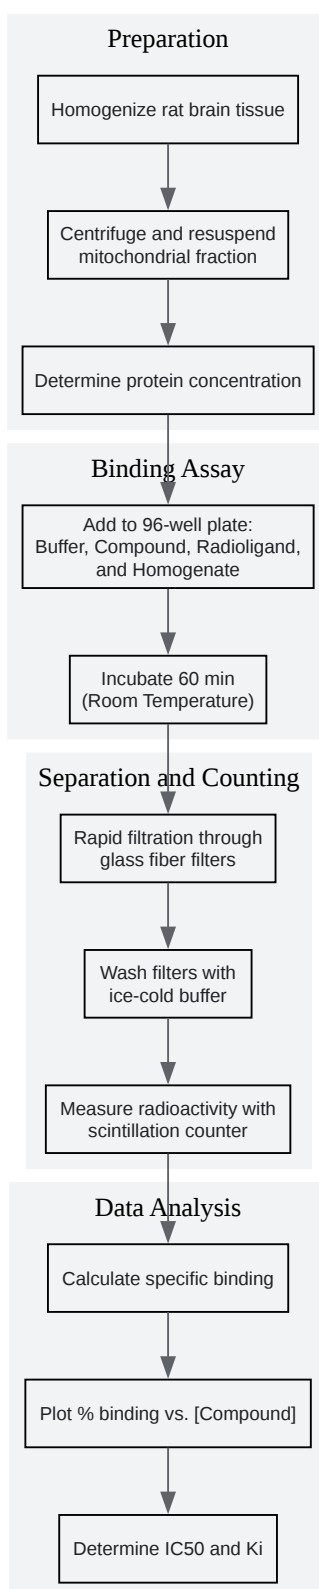 Preparation
Homogenize rat brain tissue
Centrifuge and resuspend
mitochondrial fraction
Determine protein concentration
Binding Assay
Add to 96-well plate:
Buffer, Compound, Radioligand,
and Homogenate
Incubate 60 min
(Room Temperature)
Separation and Counting
Rapid filtration through
glass fiber filters
Wash filters with
ice-cold buffer
Measure radioactivity with
scintillation counter
Data Analysis
Calculate specific binding
Plot % binding vs. [Compound]
Determine IC50 and Ki